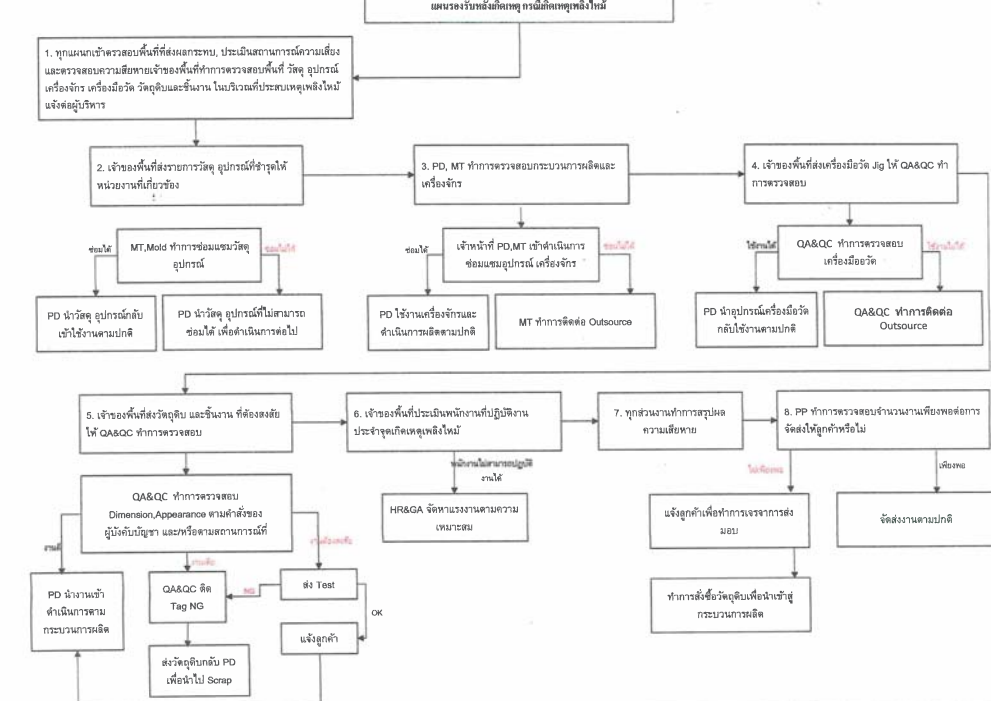 แผนรองรับหลังเกิดเหตุ กรณีเกิดเหตุเพลิงไหม้
1. ทุกแผนกเข้าตรวจสอบพื้นที่ที่ส่งผลกระทบ, ประเมินสถานการณ์ความเสี่ยง
และตรวจสอบความเสียหายเจ้าของพื้นที่ทำการตรวจสอบพื้นที่ วัสดุ อุปกรณ์
เครื่องจักร เครื่องมือวัด วัตถุดิบและชิ้นงาน ในบริเวณที่ประสบเหตุเพลิงไหม้
แจ้งต่อผู้บริหาร
2. เจ้าของพื้นที่ส่งรายการวัสดุ อุปกรณ์ที่ชำรุดให้
หน่วยงานที่เกี่ยวข้อง
3. PD, MT ทำการตรวจสอบกระบวนการผลิตและ
เครื่องจักร
4. เจ้าของพื้นที่ส่งเครื่องมือวัด Jig ให้ QA&QC ทำ
การตรวจสอบ
ซ่อมได้
MT,Mold ทำการซ่อมแซมวัสดุ
อุปกรณ์
ซ่อมไม่ได้
ซ่อมได้
เจ้าหน้าที่ PD,MT เข้าดำเนินการ
ซ่อมแซมอุปกรณ์ เครื่องจักร
ซ่อมไม่ได้
ใช้งานได้
QA&QC ทำการตรวจสอบ
เครื่องมือวัด
ใช้งานไม่ได้
PD นำวัสดุ อุปกรณ์กลับ
เข้าใช้งานตามปกติ
PD นำวัสดุ อุปกรณ์ที่ไม่สามารถ
ซ่อมได้ เพื่อดำเนินการต่อไป
PD ใช้งานเครื่องจักรและ
ดำเนินการผลิตตามปกติ
MT ทำการติดต่อ Outsource
PD นำอุปกรณ์เครื่องมือวัด
กลับใช้งานตามปกติ
QA&QC ทำการติดต่อ
Outsource
5. เจ้าของพื้นที่ส่งวัตถุดิบ และชิ้นงาน ที่ต้องสงสัย
ให้ QA&QC ทำการตรวจสอบ
6. เจ้าของพื้นที่ประเมินพนักงานที่ปฏิบัติงาน
ประจำจุดเกิดเหตุเพลิงไหม้
7. ทุกส่วนงานทำการสรุปผล
ความเสียหาย
8. PP ทำการตรวจสอบจำนวนงานเพียงพอต่อการ
จัดส่งให้ลูกค้าหรือไม่
พนักงานไม่สามารถปฏิบัติ
งานได้
ไม่เพียงพอ
เพียงพอ
QA&QC ทำการตรวจสอบ
Dimension,Appearance ตามคำสั่งของ
ผู้บังคับบัญชา และ/หรือตามสถานการณ์ที่
HR&GA จัดหาแรงงานตามความ
เหมาะสม
แจ้งลูกค้าเพื่อทำการเจรจาการส่ง
มอบ
จัดส่งงานตามปกติ
งานดี
งานเสีย
งานต้องสงสัย
PD นำงานเข้า
ดำเนินการตาม
กระบวนการผลิต
QA&QC ติด
Tag NG
NG
ส่ง Test
OK
แจ้งลูกค้า
ทำการสั่งซื้อวัตถุดิบเพื่อนำเข้าสู่
กระบวนการผลิต
ส่งวัตถุดิบกลับ PD
เพื่อนำไป Scrap